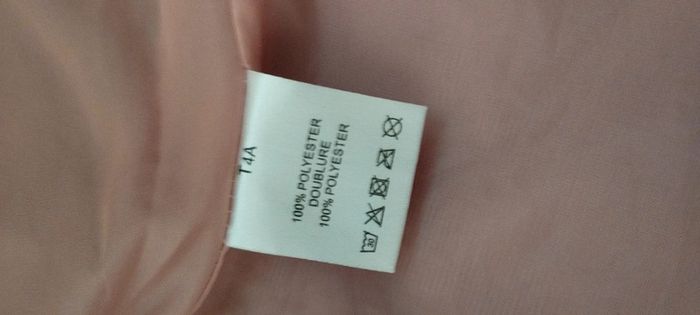 T4A
100% POLYESTER
DOUBLURE
100% POLYESTER
30